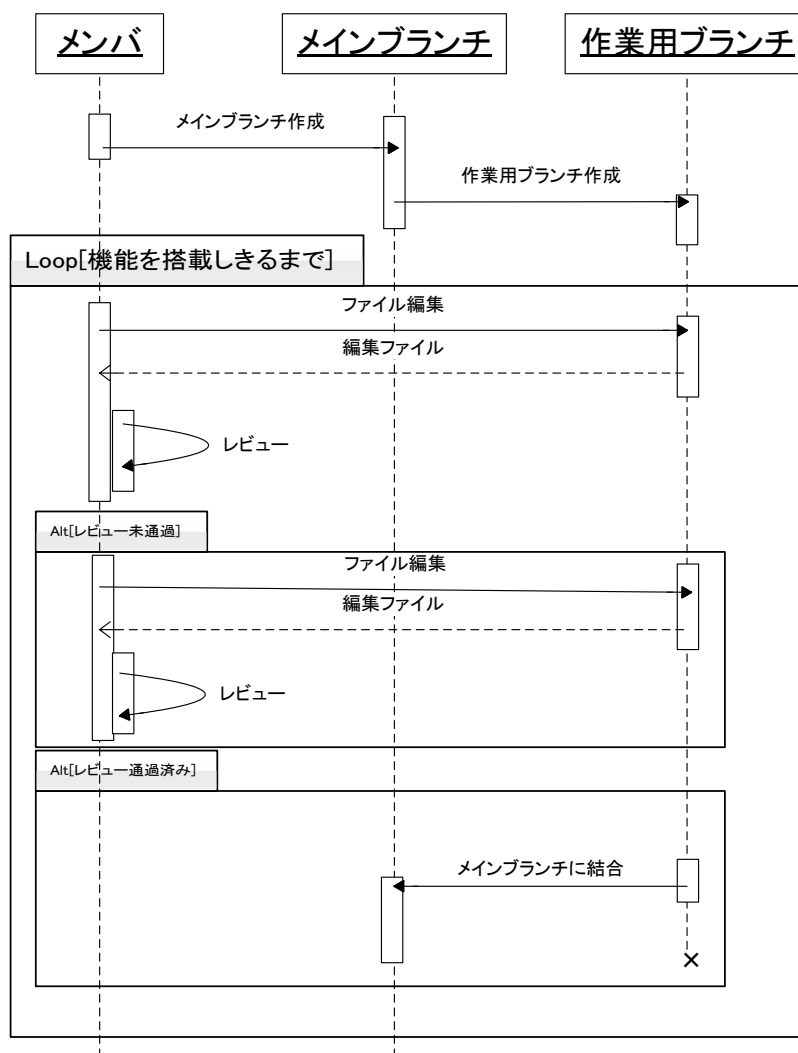 メンバ
メインブランチ
作業用ブランチ
メインブランチ作成
作業用ブランチ作成
Loop[機能を搭載しきるまで]
ファイル編集
編集ファイル
レビュー
Alt[レビュー未通過]
ファイル編集
編集ファイル
レビュー
Alt[レビュー通過済み]
メインブランチに結合